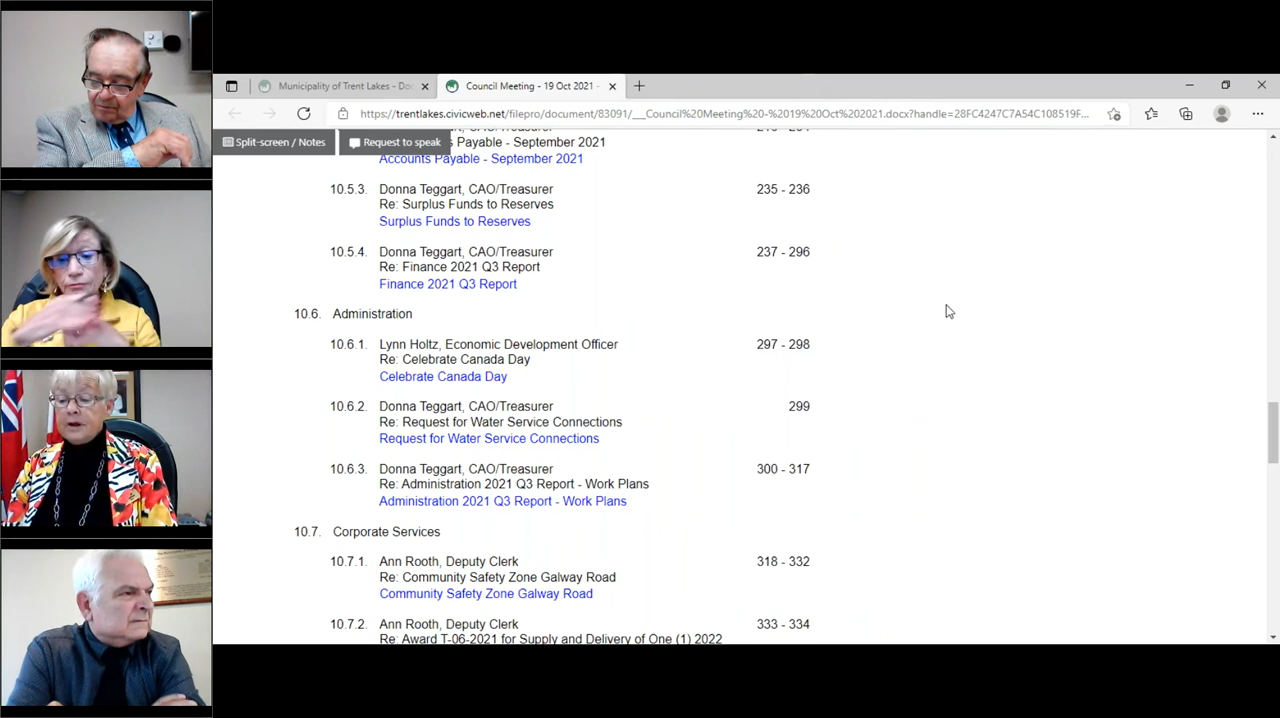 Municipality of Trent Lakes - Doc
Council Meeting - 19 Oct 2021 -
https://trentlakes.civicweb.net/filepro/document/83091/___Council%20Meeting%20-%2019%20Oct%202021.docx?handle=28FC4247C7A54C108519F...
Split-screen / Notes
Request to speak
s Payable - September 2021
Accounts Payable - September 2021
10.5.3. Donna Teggart, CAO/Treasurer 235 - 236
Re: Surplus Funds to Reserves
Surplus Funds to Reserves
10.5.4. Donna Teggart, CAO/Treasurer 237 - 296
Re: Finance 2021 Q3 Report
Finance 2021 Q3 Report
10.6. Administration
10.6.1. Lynn Holtz, Economic Development Officer 297 - 298
Re: Celebrate Canada Day
Celebrate Canada Day
10.6.2. Donna Teggart, CAO/Treasurer 299
Re: Request for Water Service Connections
Request for Water Service Connections
10.6.3. Donna Teggart, CAO/Treasurer 300 - 317
Re: Administration 2021 Q3 Report - Work Plans
Administration 2021 Q3 Report - Work Plans
10.7. Corporate Services
10.7.1. Ann Rooth, Deputy Clerk 318 - 332
Re: Community Safety Zone Galway Road
Community Safety Zone Galway Road
10.7.2. Ann Rooth, Deputy Clerk 333 - 334
Re: Award T-06-2021 for Supply and Delivery of One (1) 2022